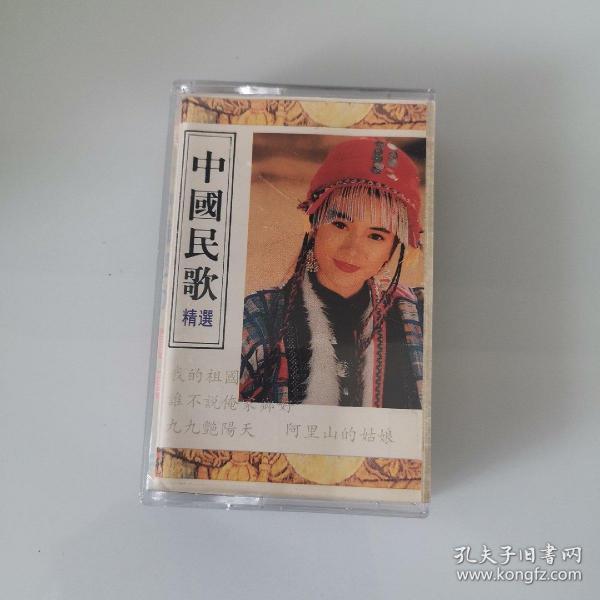 中國民歌
精選
我的祖國
誰不說俺家鄉好
九九艷陽天 阿里山的姑娘
孔夫子旧书网
www.kongfz.com